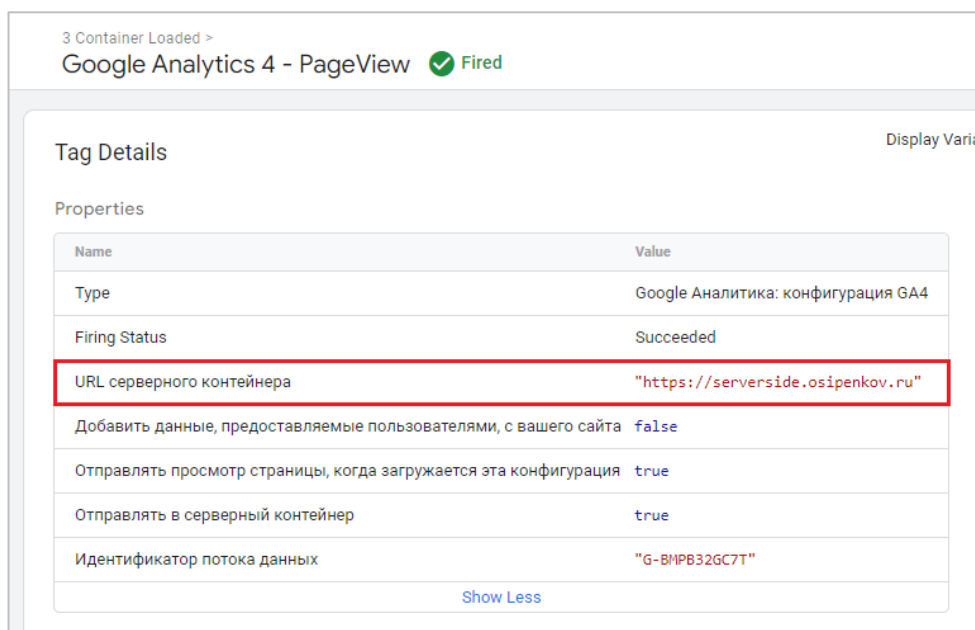 3 Container Loaded >
Google Analytics 4 - PageView Fired
Display Varia
Tag Details
Properties
Name Value
Type Google Аналитика: конфигурация GA4
Firing Status Succeeded
URL серверного контейнера "https://serverside.osipenkov.ru"
Добавить данные, предоставляемые пользователями, с вашего сайта false
Отправлять просмотр страницы, когда загружается эта конфигурация true
Отправлять в серверный контейнер true
Идентификатор потока данных "G-BMPB32GC7T"
Show Less